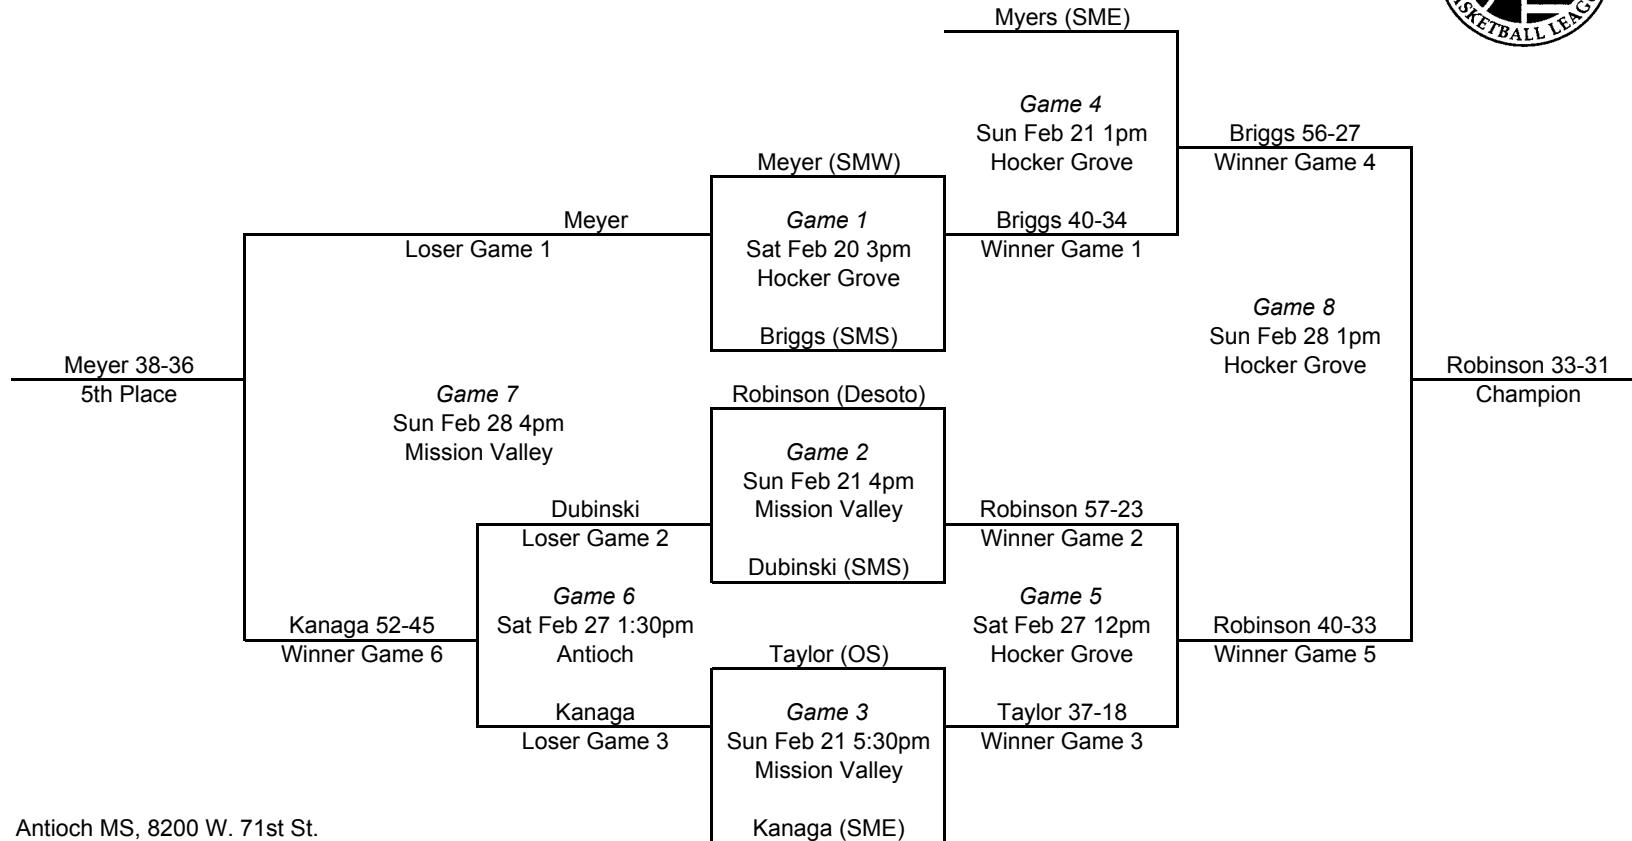 Myers (SME)
BASKETBALL LEAGUE
Game 4
Sun Feb 21 1pm
Hocker Grove
Briggs 56-27
Winner Game 4
Meyer (SMW)
Meyer
Loser Game 1
Game 1
Sat Feb 20 3pm
Hocker Grove
Briggs 40-34
Winner Game 1
Briggs (SMS)
Game 8
Sun Feb 28 1pm
Hocker Grove
Meyer 38-36
5th Place
Robinson 33-31
Champion
Game 7
Sun Feb 28 4pm
Mission Valley
Robinson (Desoto)
Game 2
Sun Feb 21 4pm
Mission Valley
Dubinski
Loser Game 2
Robinson 57-23
Winner Game 2
Dubinski (SMS)
Game 6
Sat Feb 27 1:30pm
Antioch
Game 5
Sat Feb 27 12pm
Hocker Grove
Kanaga 52-45
Winner Game 6
Robinson 40-33
Winner Game 5
Taylor (OS)
Kanaga
Loser Game 3
Game 3
Sun Feb 21 5:30pm
Mission Valley
Taylor 37-18
Winner Game 3
Kanaga (SME)
Antioch MS, 8200 W. 71st St.